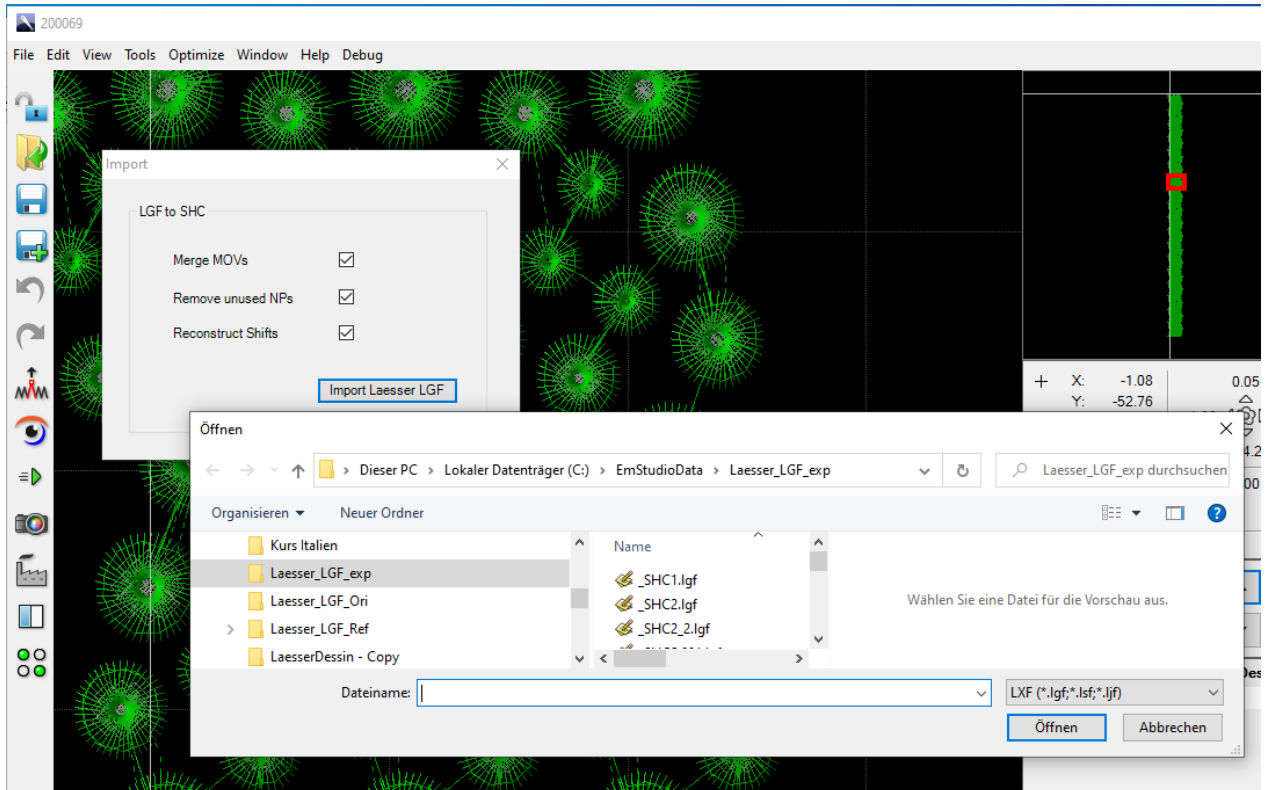 200069
File Edit View Tools Optimize Window Help Debug
Import
LGF to SHC
Merge MOVs
Remove unused NPs
Reconstruct Shifts
Import Laesser LGF
X: -1.08 0.05
Y: -52.76
Öffnen
Dieser PC > Lokaler Datenträger (C:) > EmStudioData > Laesser_LGF_exp
Laesser_LGF_exp durchsuchen
Organisieren Neuer Ordner
Kurs Italien
Laesser_LGF_exp
Laesser_LGF_Ori
Laesser_LGF_Ref
LaesserDessin - Copy
Name
_SHC1.lgf
_SHC2.lgf
_SHC2_2.lgf
Wählen Sie eine Datei für die Vorschau aus.
Dateiname:
LXF (*.lgf;*.lsf;*.ljf)
Öffnen Abbrechen